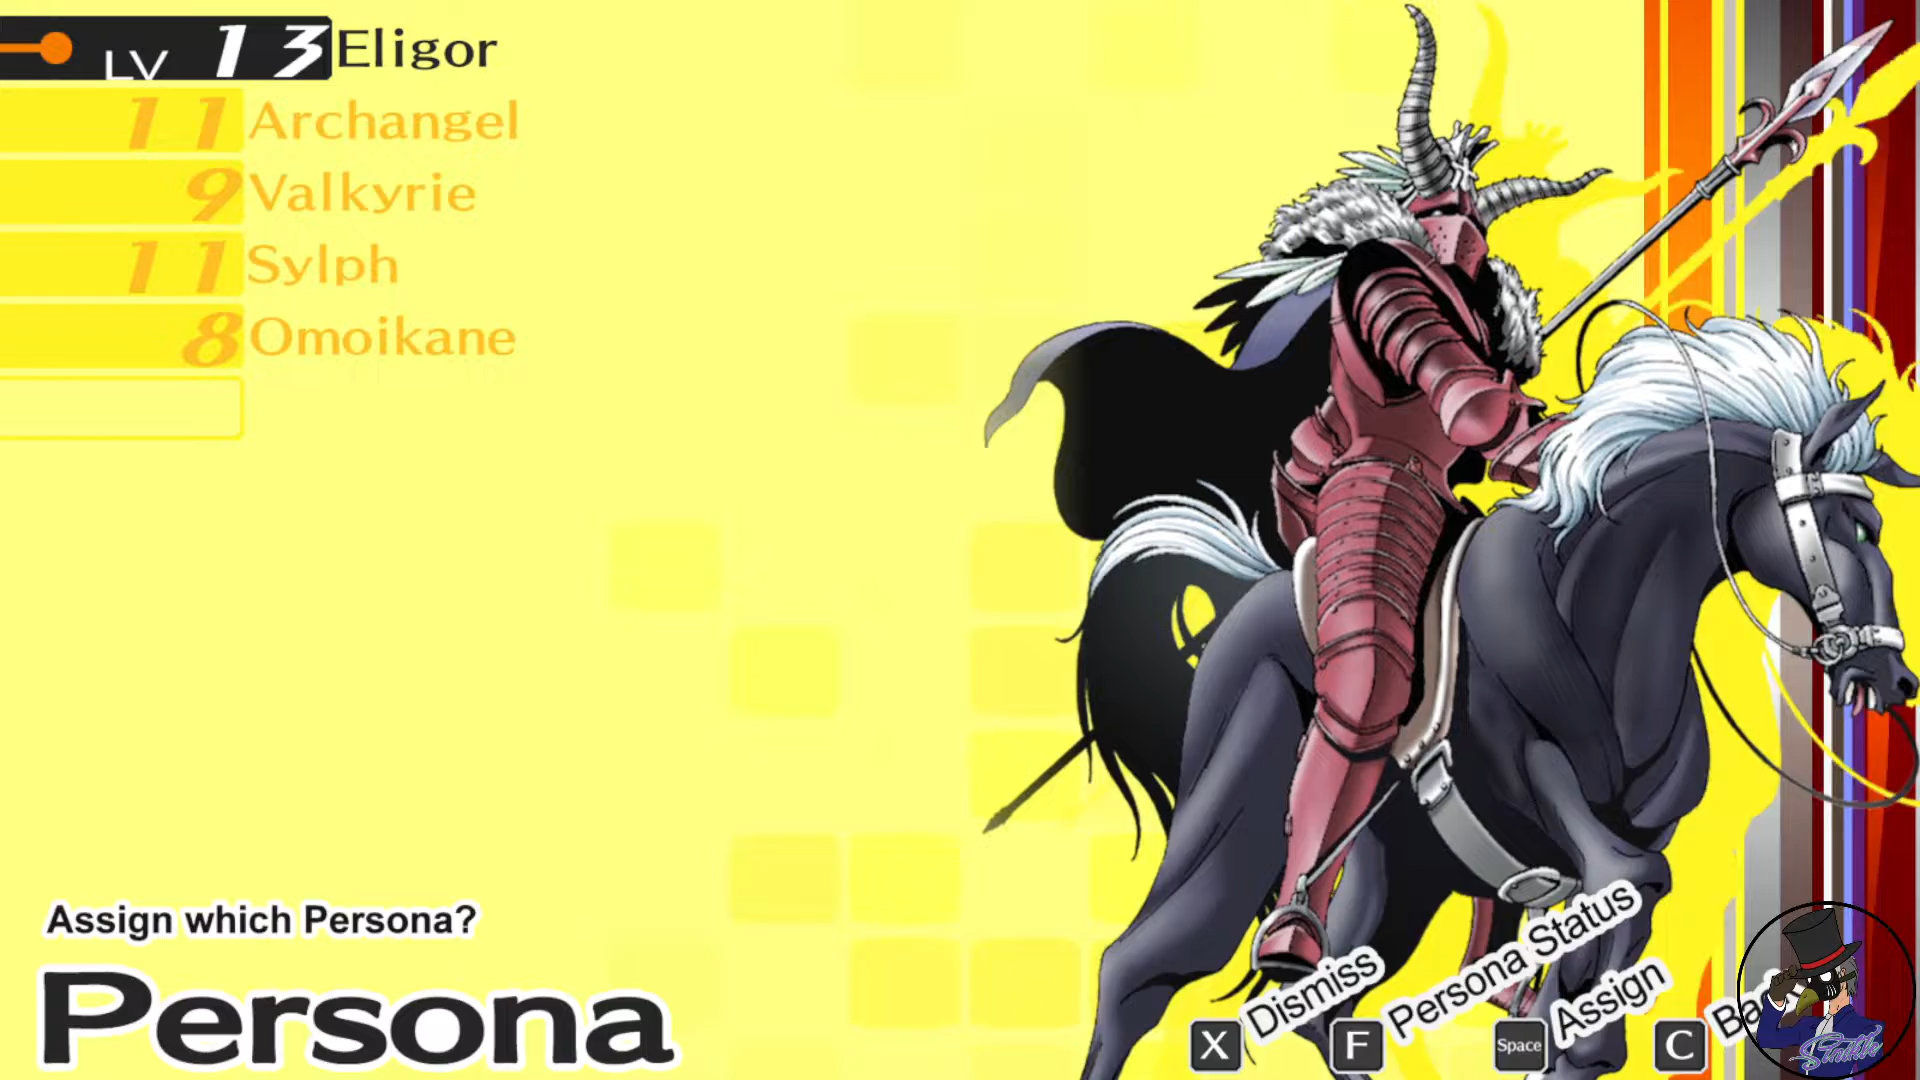 LV 13 Eligor
11 Archangel
9 Valkyrie
11 Sylph
8 Omoikane
Assign which Persona?
Persona
X Dismiss
F Persona Status
Space Assign
C Ba